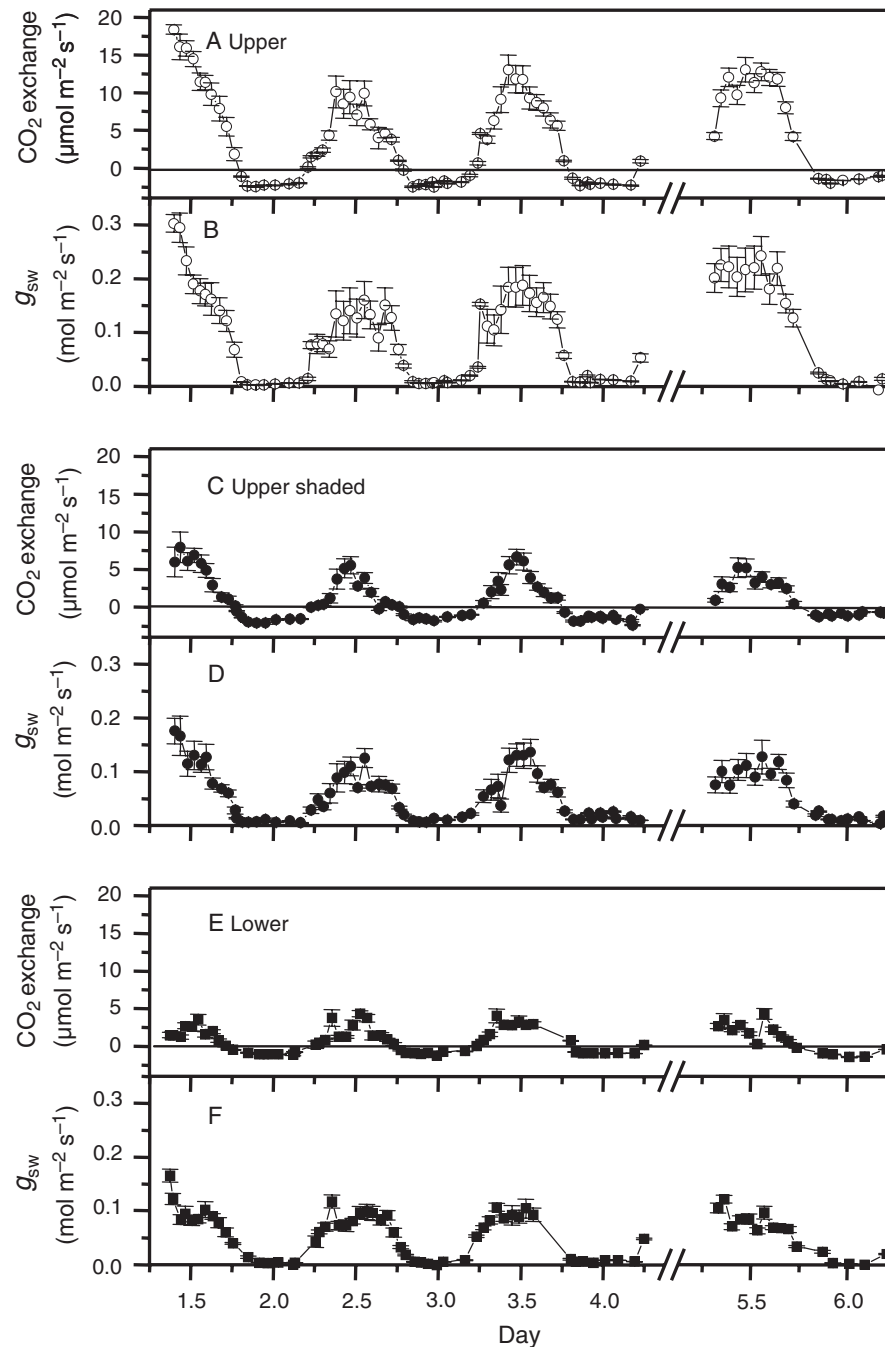 A Upper
CO₂ exchange
(µmol m⁻² s⁻¹)
20
15
10
5
0
B
gsw
(mol m⁻² s⁻¹)
0.3
0.2
0.1
0.0
C Upper shaded
CO₂ exchange
(µmol m⁻² s⁻¹)
20
15
10
5
0
D
gsw
(mol m⁻² s⁻¹)
0.3
0.2
0.1
0.0
E Lower
CO₂ exchange
(µmol m⁻² s⁻¹)
20
15
10
5
0
F
gsw
(mol m⁻² s⁻¹)
0.3
0.2
0.1
0.0
1.5 2.0 2.5 3.0 3.5 4.0 5.5 6.0
Day